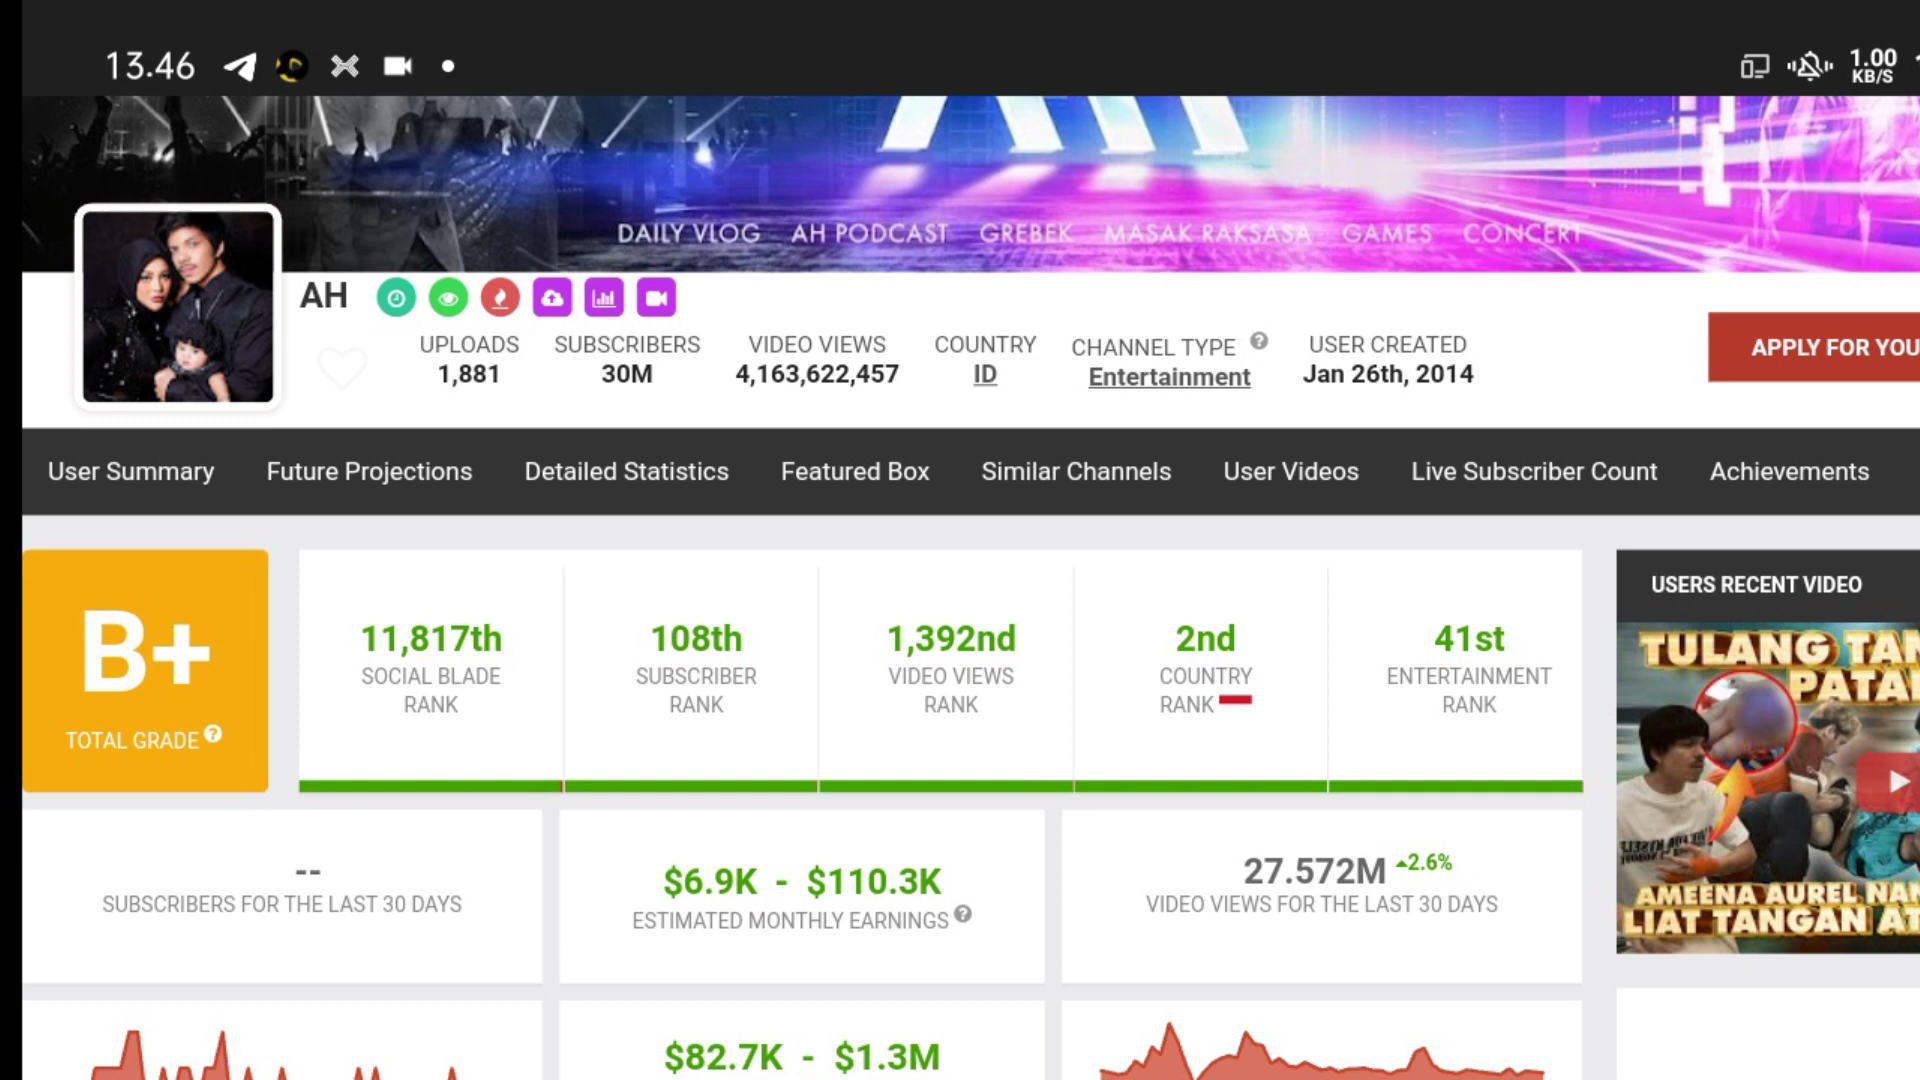 13.46
1.00
KB/S
AH
DAILY VLOG AH PODCAST GREBEK MASAK RAKSASA GAMES CONCERT
AH
UPLOADS
1,881
SUBSCRIBERS
30M
VIDEO VIEWS
4,163,622,457
COUNTRY
ID
CHANNEL TYPE ?
Entertainment
USER CREATED
Jan 26th, 2014
APPLY FOR YOU
User Summary Future Projections Detailed Statistics Featured Box Similar Channels User Videos Live Subscriber Count Achievements
B+
TOTAL GRADE ?
11,817th
SOCIAL BLADE
RANK
108th
SUBSCRIBER
RANK
1,392nd
VIDEO VIEWS
RANK
2nd
COUNTRY
RANK
41st
ENTERTAINMENT
RANK
USERS RECENT VIDEO
TULANG TAN
PATA
AMEENA AUREL NAN
LIAT TANGAN AT
--
SUBSCRIBERS FOR THE LAST 30 DAYS
$6.9K - $110.3K
ESTIMATED MONTHLY EARNINGS ?
27.572M 2.6%
VIDEO VIEWS FOR THE LAST 30 DAYS
$82.7K - $1.3M